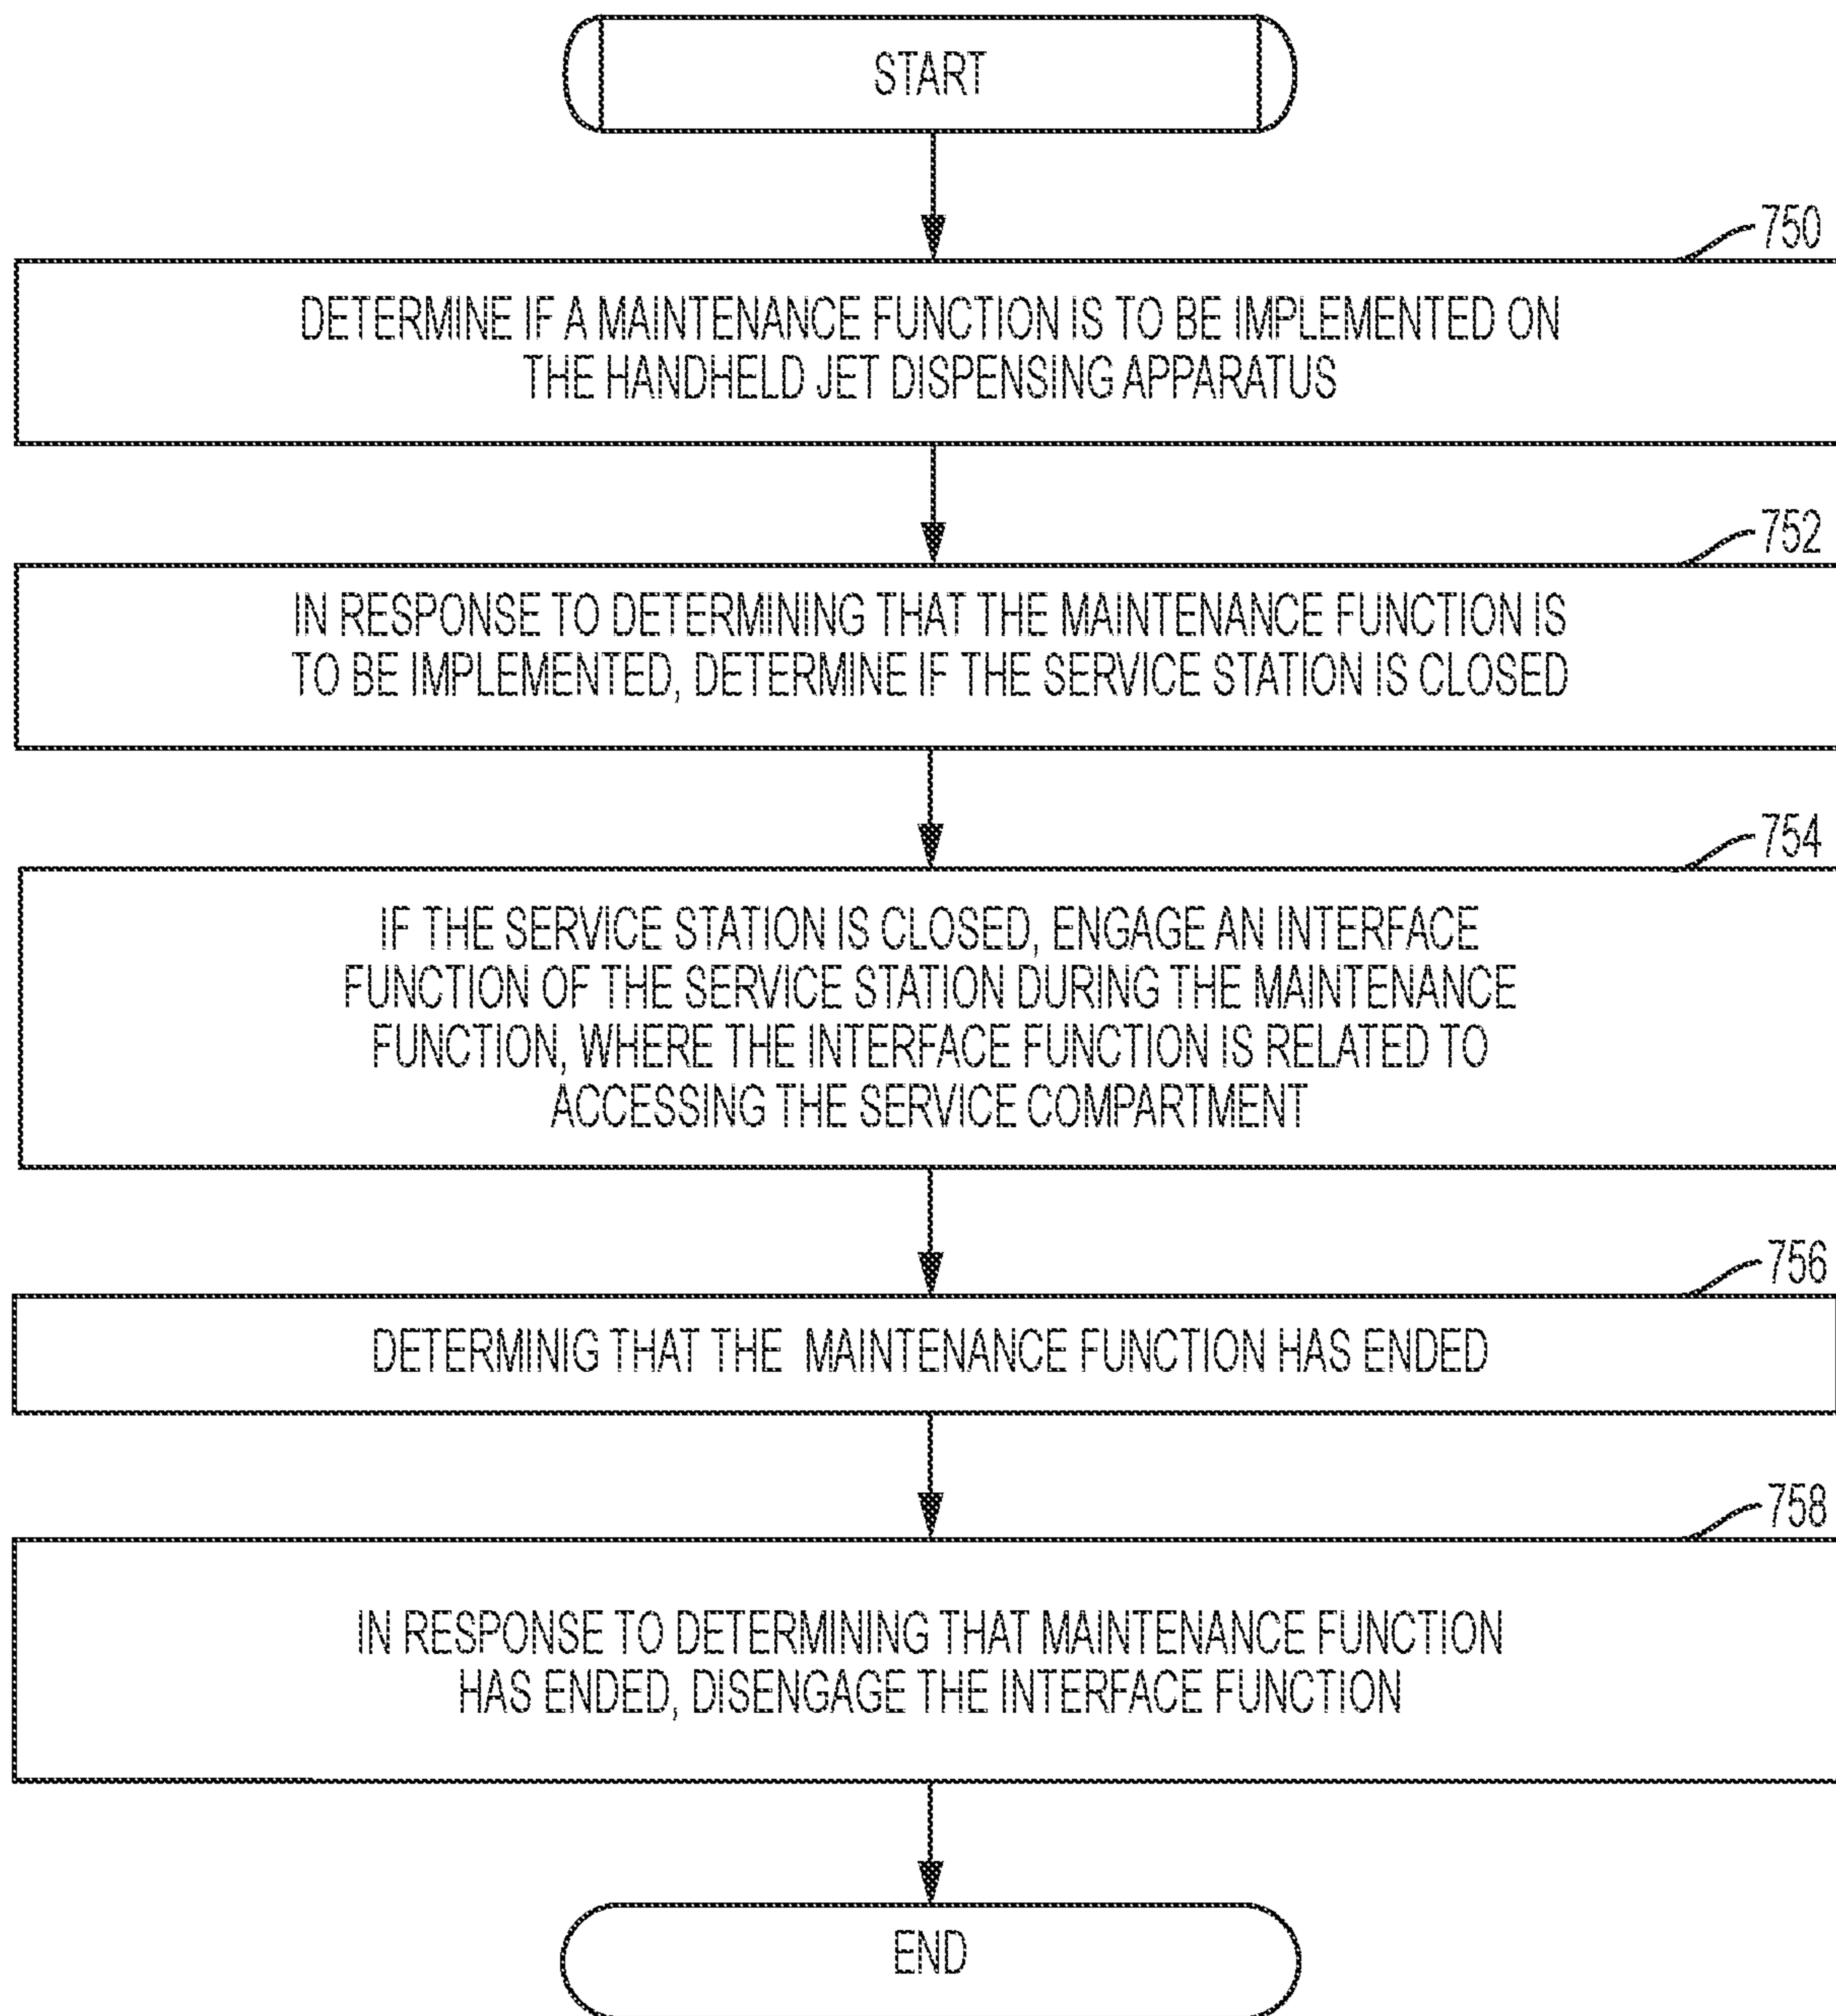 START
750
DETERMINE IF A MAINTENANCE FUNCTION IS TO BE IMPLEMENTED ON
THE HANDHELD JET DISPENSING APPARATUS
752
IN RESPONSE TO DETERMINING THAT THE MAINTENANCE FUNCTION IS
TO BE IMPLEMENTED, DETERMINE IF THE SERVICE STATION IS CLOSED
754
IF THE SERVICE STATION IS CLOSED, ENGAGE AN INTERFACE
FUNCTION OF THE SERVICE STATION DURING THE MAINTENANCE
FUNCTION, WHERE THE INTERFACE FUNCTION IS RELATED TO
ACCESSING THE SERVICE COMPARTMENT
756
DETERMINIG THAT THE MAINTENANCE FUNCTION HAS ENDED
758
IN RESPONSE TO DETERMINING THAT MAINTENANCE FUNCTION
HAS ENDED, DISENGAGE THE INTERFACE FUNCTION
END